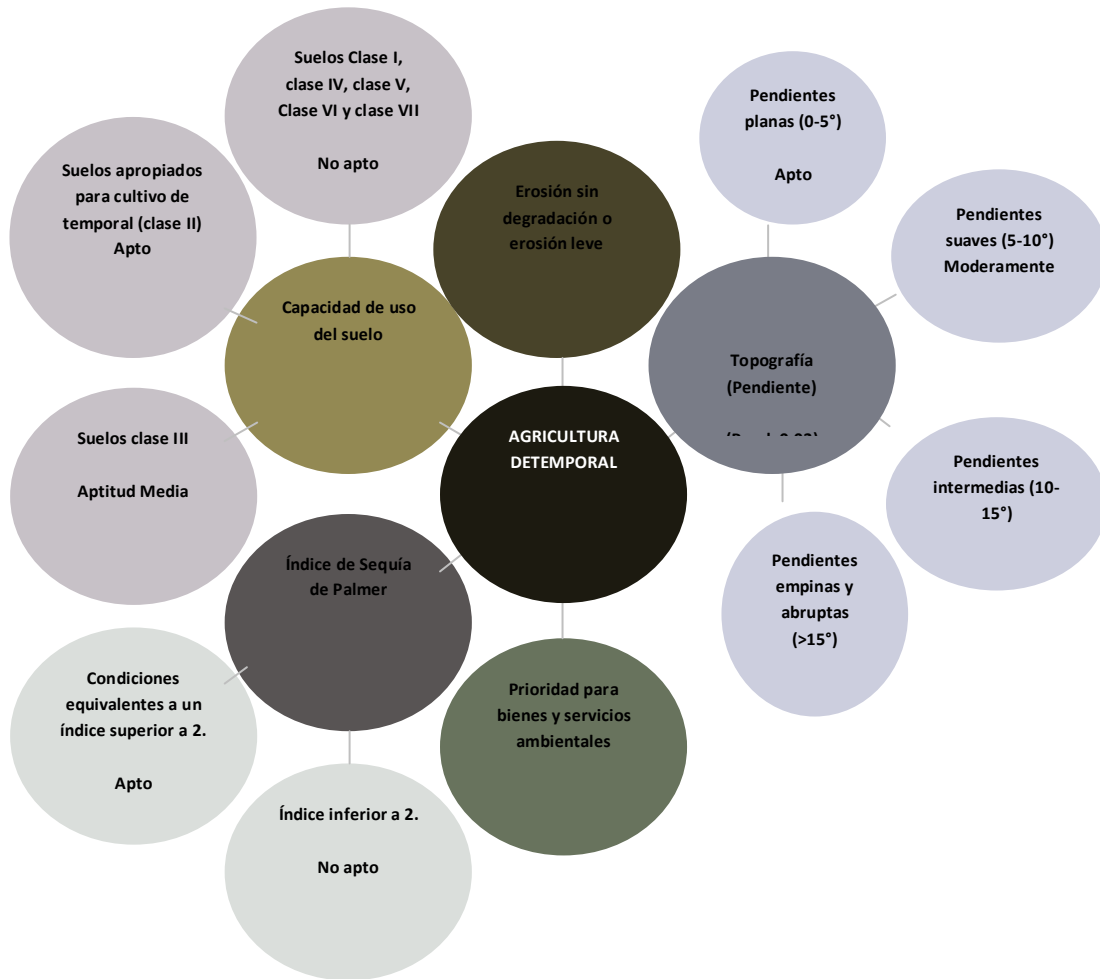 Suelos Clase I,
clase IV, clase V,
Clase VI y clase VII
No apto
Suelos apropiados
para cultivo de
temporal (clase II)
Apto
Capacidad de uso
del suelo
Suelos clase III
Aptitud Media
Erosión sin
degradación o
erosión leve
AGRICULTURA
DETEMPORAL
Topografía
(Pendiente)
Pendientes
planas (0-5°)
Apto
Pendientes
suaves (5-10°)
Moderamente
Pendientes
intermedias (10-
15°)
Pendientes
empinas y
abruptas
(>15°)
Índice de Sequía
de Palmer
Condiciones
equivalentes a un
índice superior a 2.
Apto
Índice inferior a 2.
No apto
Prioridad para
bienes y servicios
ambientales